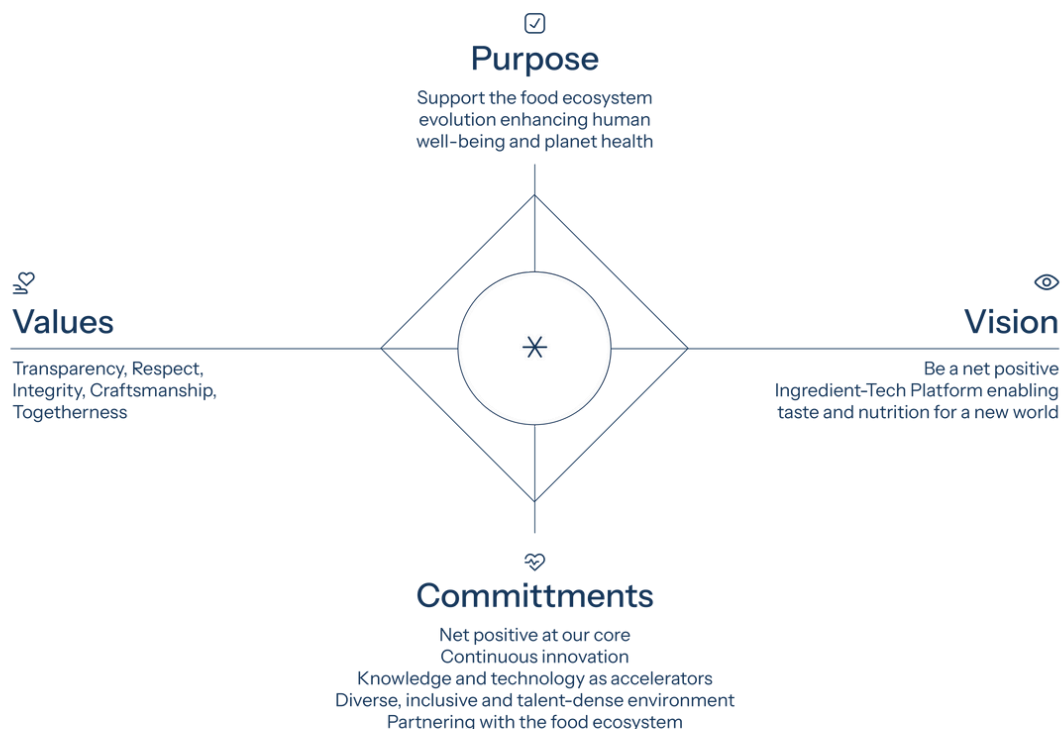 Purpose
Support the food ecosystem
evolution enhancing human
well-being and planet health
Values
Transparency, Respect,
Integrity, Craftsmanship,
Togetherness
Vision
Be a net positive
Ingredient-Tech Platform enabling
taste and nutrition for a new world
Committments
Net positive at our core
Continuous innovation
Knowledge and technology as accelerators
Diverse, inclusive and talent-dense environment
Partnering with the food ecosystem